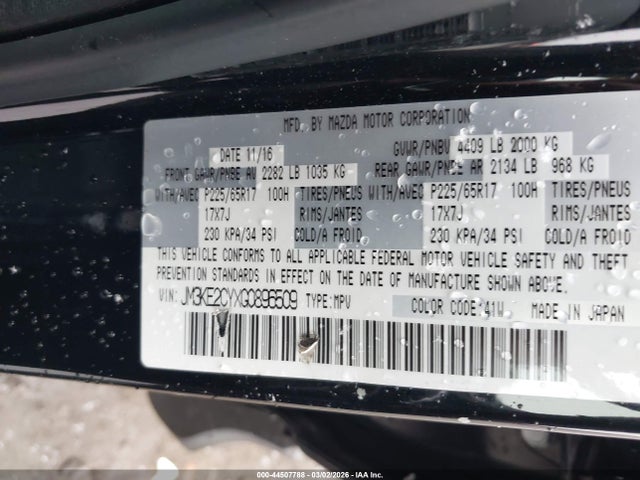 MFD. BY MAZDA MOTOR CORPORATION
DATE 11/16 GVWR/PNBV 4409 LB 2000 KG
FRONT GAWR/PNBE AV 2282 LB 1035 KG REAR GAWR/PNBE AR 2134 LB 968 KG
WITH/AVEC P225/65R17 100H TIRES/PNEUS WITH/AVEC P225/65R17 100H TIRES/PNEUS
17X7J RIMS/JANTES 17X7J RIMS/JANTES
230 KPA/34 PSI COLD/A FROID 230 KPA/34 PSI COLD/A FROID
THIS VEHICLE CONFORMS TO ALL APPLICABLE FEDERAL MOTOR VEHICLE SAFETY AND THEFT
PREVENTION STANDARDS IN EFFECT ON THE DATE OF MANUFACTURE SHOWN ABOVE.
VIN: JM3KE2CYXG0896509 TYPE:MPV COLOR CODE:41W MADE IN JAPAN
000-44507788 - 03/02/2026 - IAA Inc.